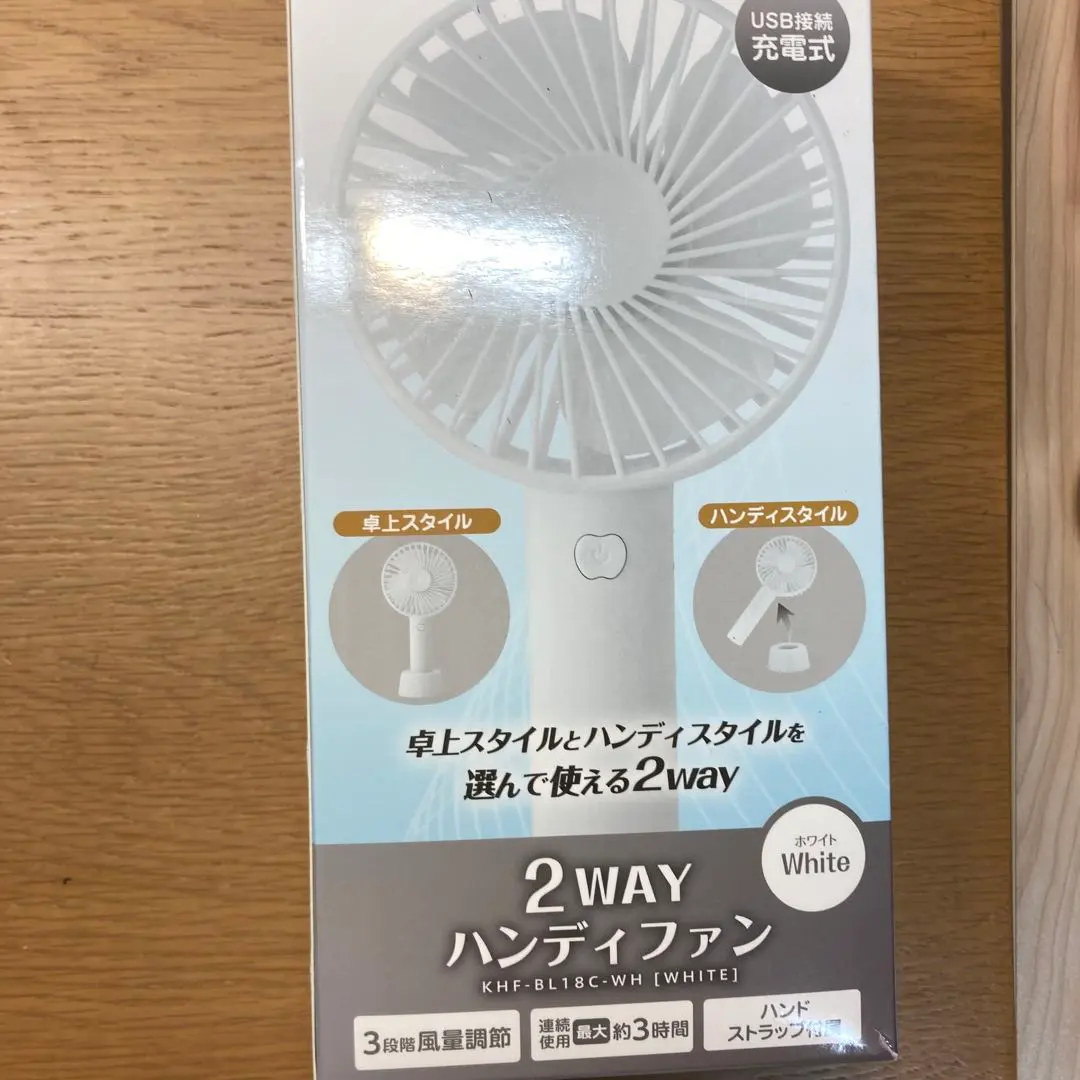 USB接続
充電式
卓上スタイル
ハンディスタイル
卓上スタイルとハンディスタイルを
選んで使える2way
ホワイト
White
2WAY
ハンディファン
KHF-BL18C-WH [WHITE]
3段階風量調節
連続使用 最大 約3時間
ハンド
ストラップ付属